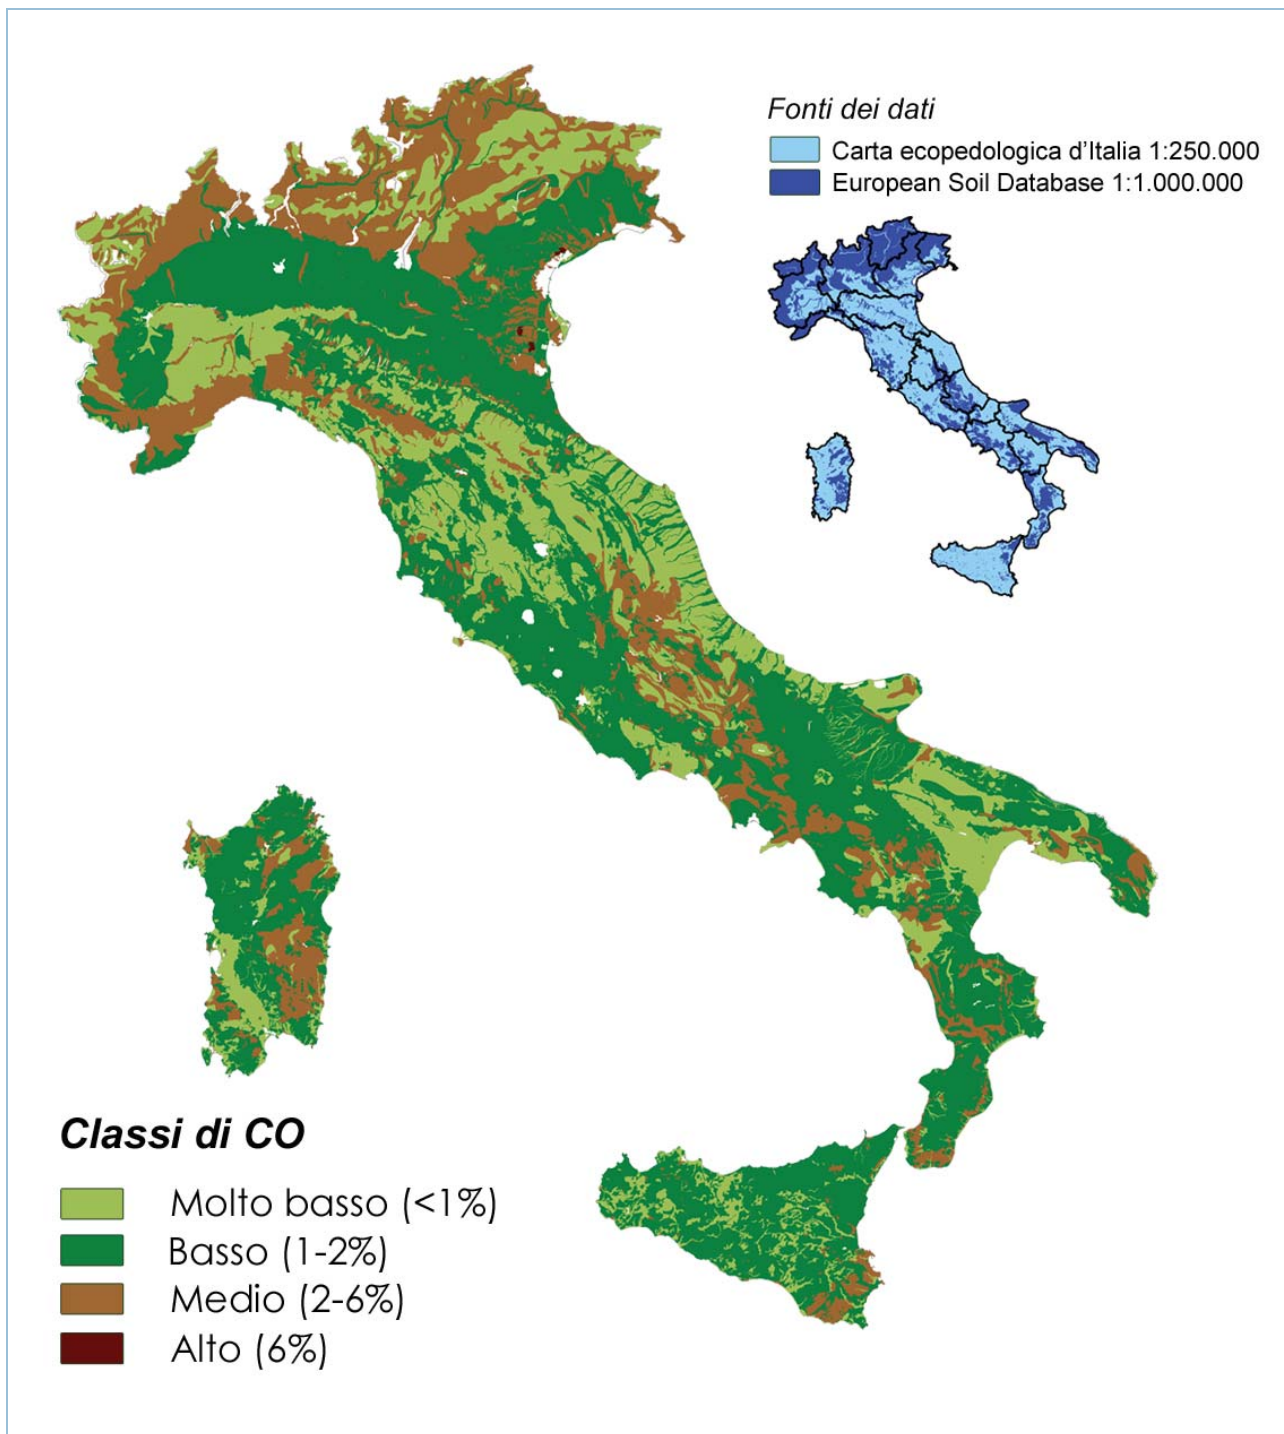 Fonti dei dati
Carta ecopedologica d'Italia 1:250.000
European Soil Database 1:1.000.000
Classi di CO
Molto basso (<1%)
Basso (1-2%)
Medio (2-6%)
Alto (6%)